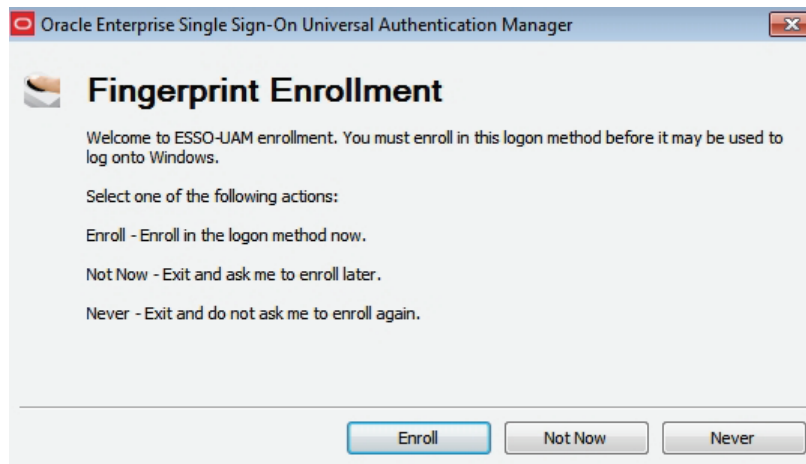 Oracle Enterprise Single Sign-On Universal Authentication Manager
Fingerprint Enrollment
Welcome to ESSO-UAM enrollment. You must enroll in this logon method before it may be used to
log onto Windows.
Select one of the following actions:
Enroll - Enroll in the logon method now.
Not Now - Exit and ask me to enroll later.
Never - Exit and do not ask me to enroll again.
Enroll Not Now Never